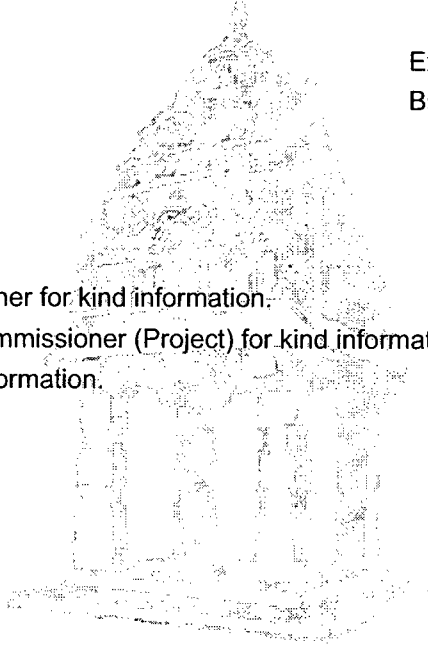 ner for kind information.
mmissioner (Project) for kind informat
ormation.